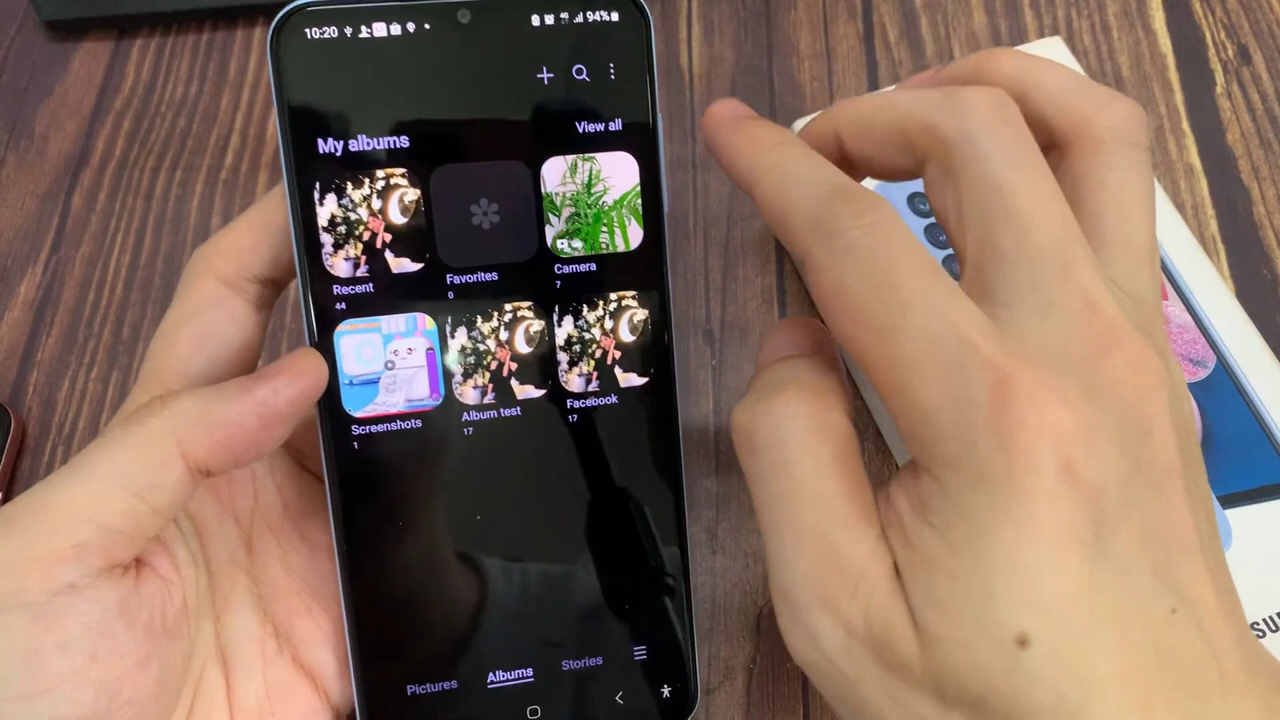 10:20 94%
View all
My albums
Recent
44
Favorites
0
Camera
7
Screenshots
1
Album test
17
Facebook
17
Pictures Albums Stories